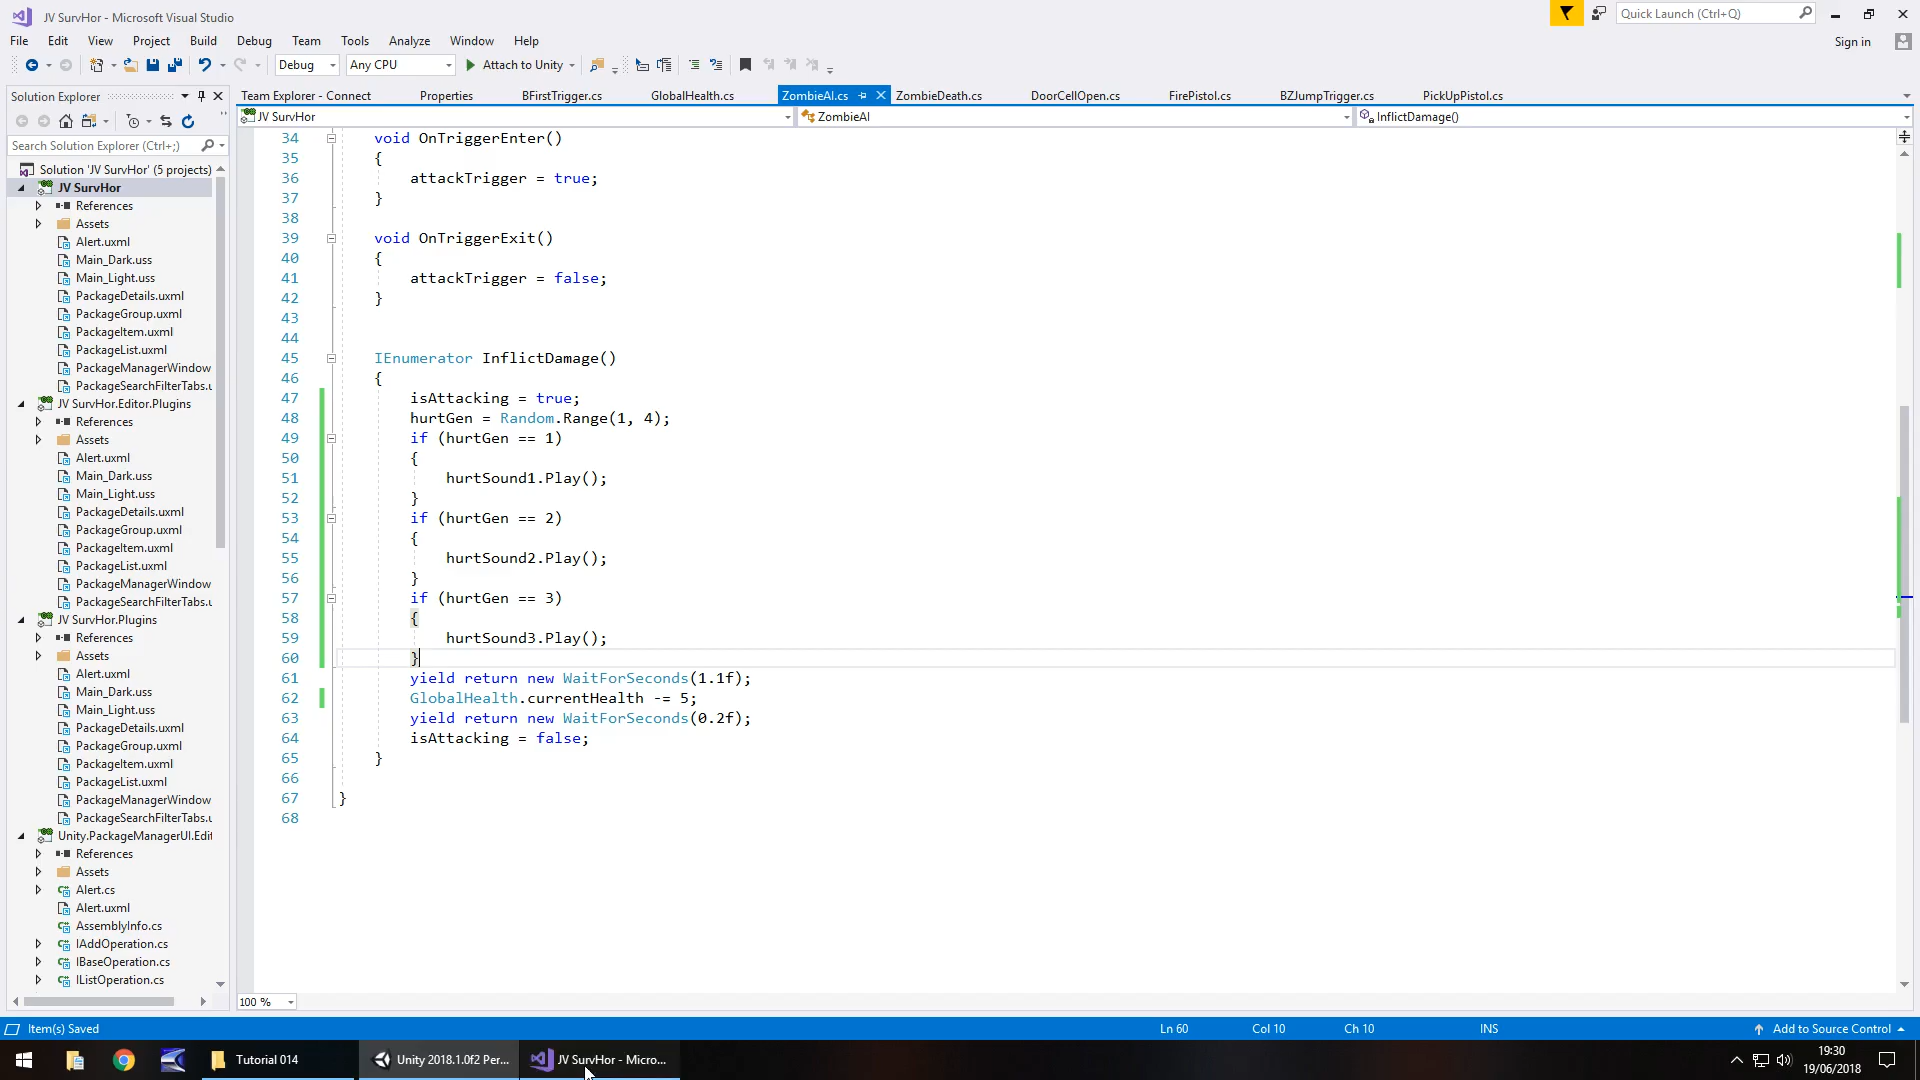 JV SurvHor - Microsoft Visual Studio
Quick Launch (Ctrl+Q)
File Edit View Project Build Debug Team Tools Analyze Window Help
Sign in
Debug Any CPU Attach to Unity
Solution Explorer
Team Explorer - Connect Properties BFirstTrigger.cs GlobalHealth.cs ZombieAI.cs ZombieDeath.cs DoorCellOpen.cs FirePistol.cs BZJumpTrigger.cs PickUpPistol.cs
JV SurvHor ZombieAI InflictDamage()
Search Solution Explorer (Ctrl+;)
Solution 'JV SurvHor' (5 projects)
JV SurvHor
References
Assets
Alert.uxml
Main_Dark.uss
Main_Light.uss
PackageDetails.uxml
PackageGroup.uxml
PackageItem.uxml
PackageList.uxml
PackageManagerWindow
PackageSearchFilterTabs.u
JV SurvHor.Editor.Plugins
References
Assets
Alert.uxml
Main_Dark.uss
Main_Light.uss
PackageDetails.uxml
PackageGroup.uxml
PackageItem.uxml
PackageList.uxml
PackageManagerWindow
PackageSearchFilterTabs.u
JV SurvHor.Plugins
References
Assets
Alert.uxml
Main_Dark.uss
Main_Light.uss
PackageDetails.uxml
PackageGroup.uxml
PackageItem.uxml
PackageList.uxml
PackageManagerWindow
PackageSearchFilterTabs.u
Unity.PackageManagerUI.Edit
References
Assets
Alert.cs
Alert.uxml
AssemblyInfo.cs
IAddOperation.cs
IBaseOperation.cs
IListOperation.cs
34 void OnTriggerEnter()
35 {
36 attackTrigger = true;
37 }
38
39 void OnTriggerExit()
40 {
41 attackTrigger = false;
42 }
43
44
45 IEnumerator InflictDamage()
46 {
47 isAttacking = true;
48 hurtGen = Random.Range(1, 4);
49 if (hurtGen == 1)
50 {
51 hurtSound1.Play();
52 }
53 if (hurtGen == 2)
54 {
55 hurtSound2.Play();
56 }
57 if (hurtGen == 3)
58 {
59 hurtSound3.Play();
60 }
61 yield return new WaitForSeconds(1.1f);
62 GlobalHealth.currentHealth -= 5;
63 yield return new WaitForSeconds(0.2f);
64 isAttacking = false;
65 }
66
67 }
68
100 %
Item(s) Saved Ln 60 Col 10 Ch 10 INS Add to Source Control
Tutorial 014 Unity 2018.1.0f2 Per... JV SurvHor - Micro...
19:30
19/06/2018